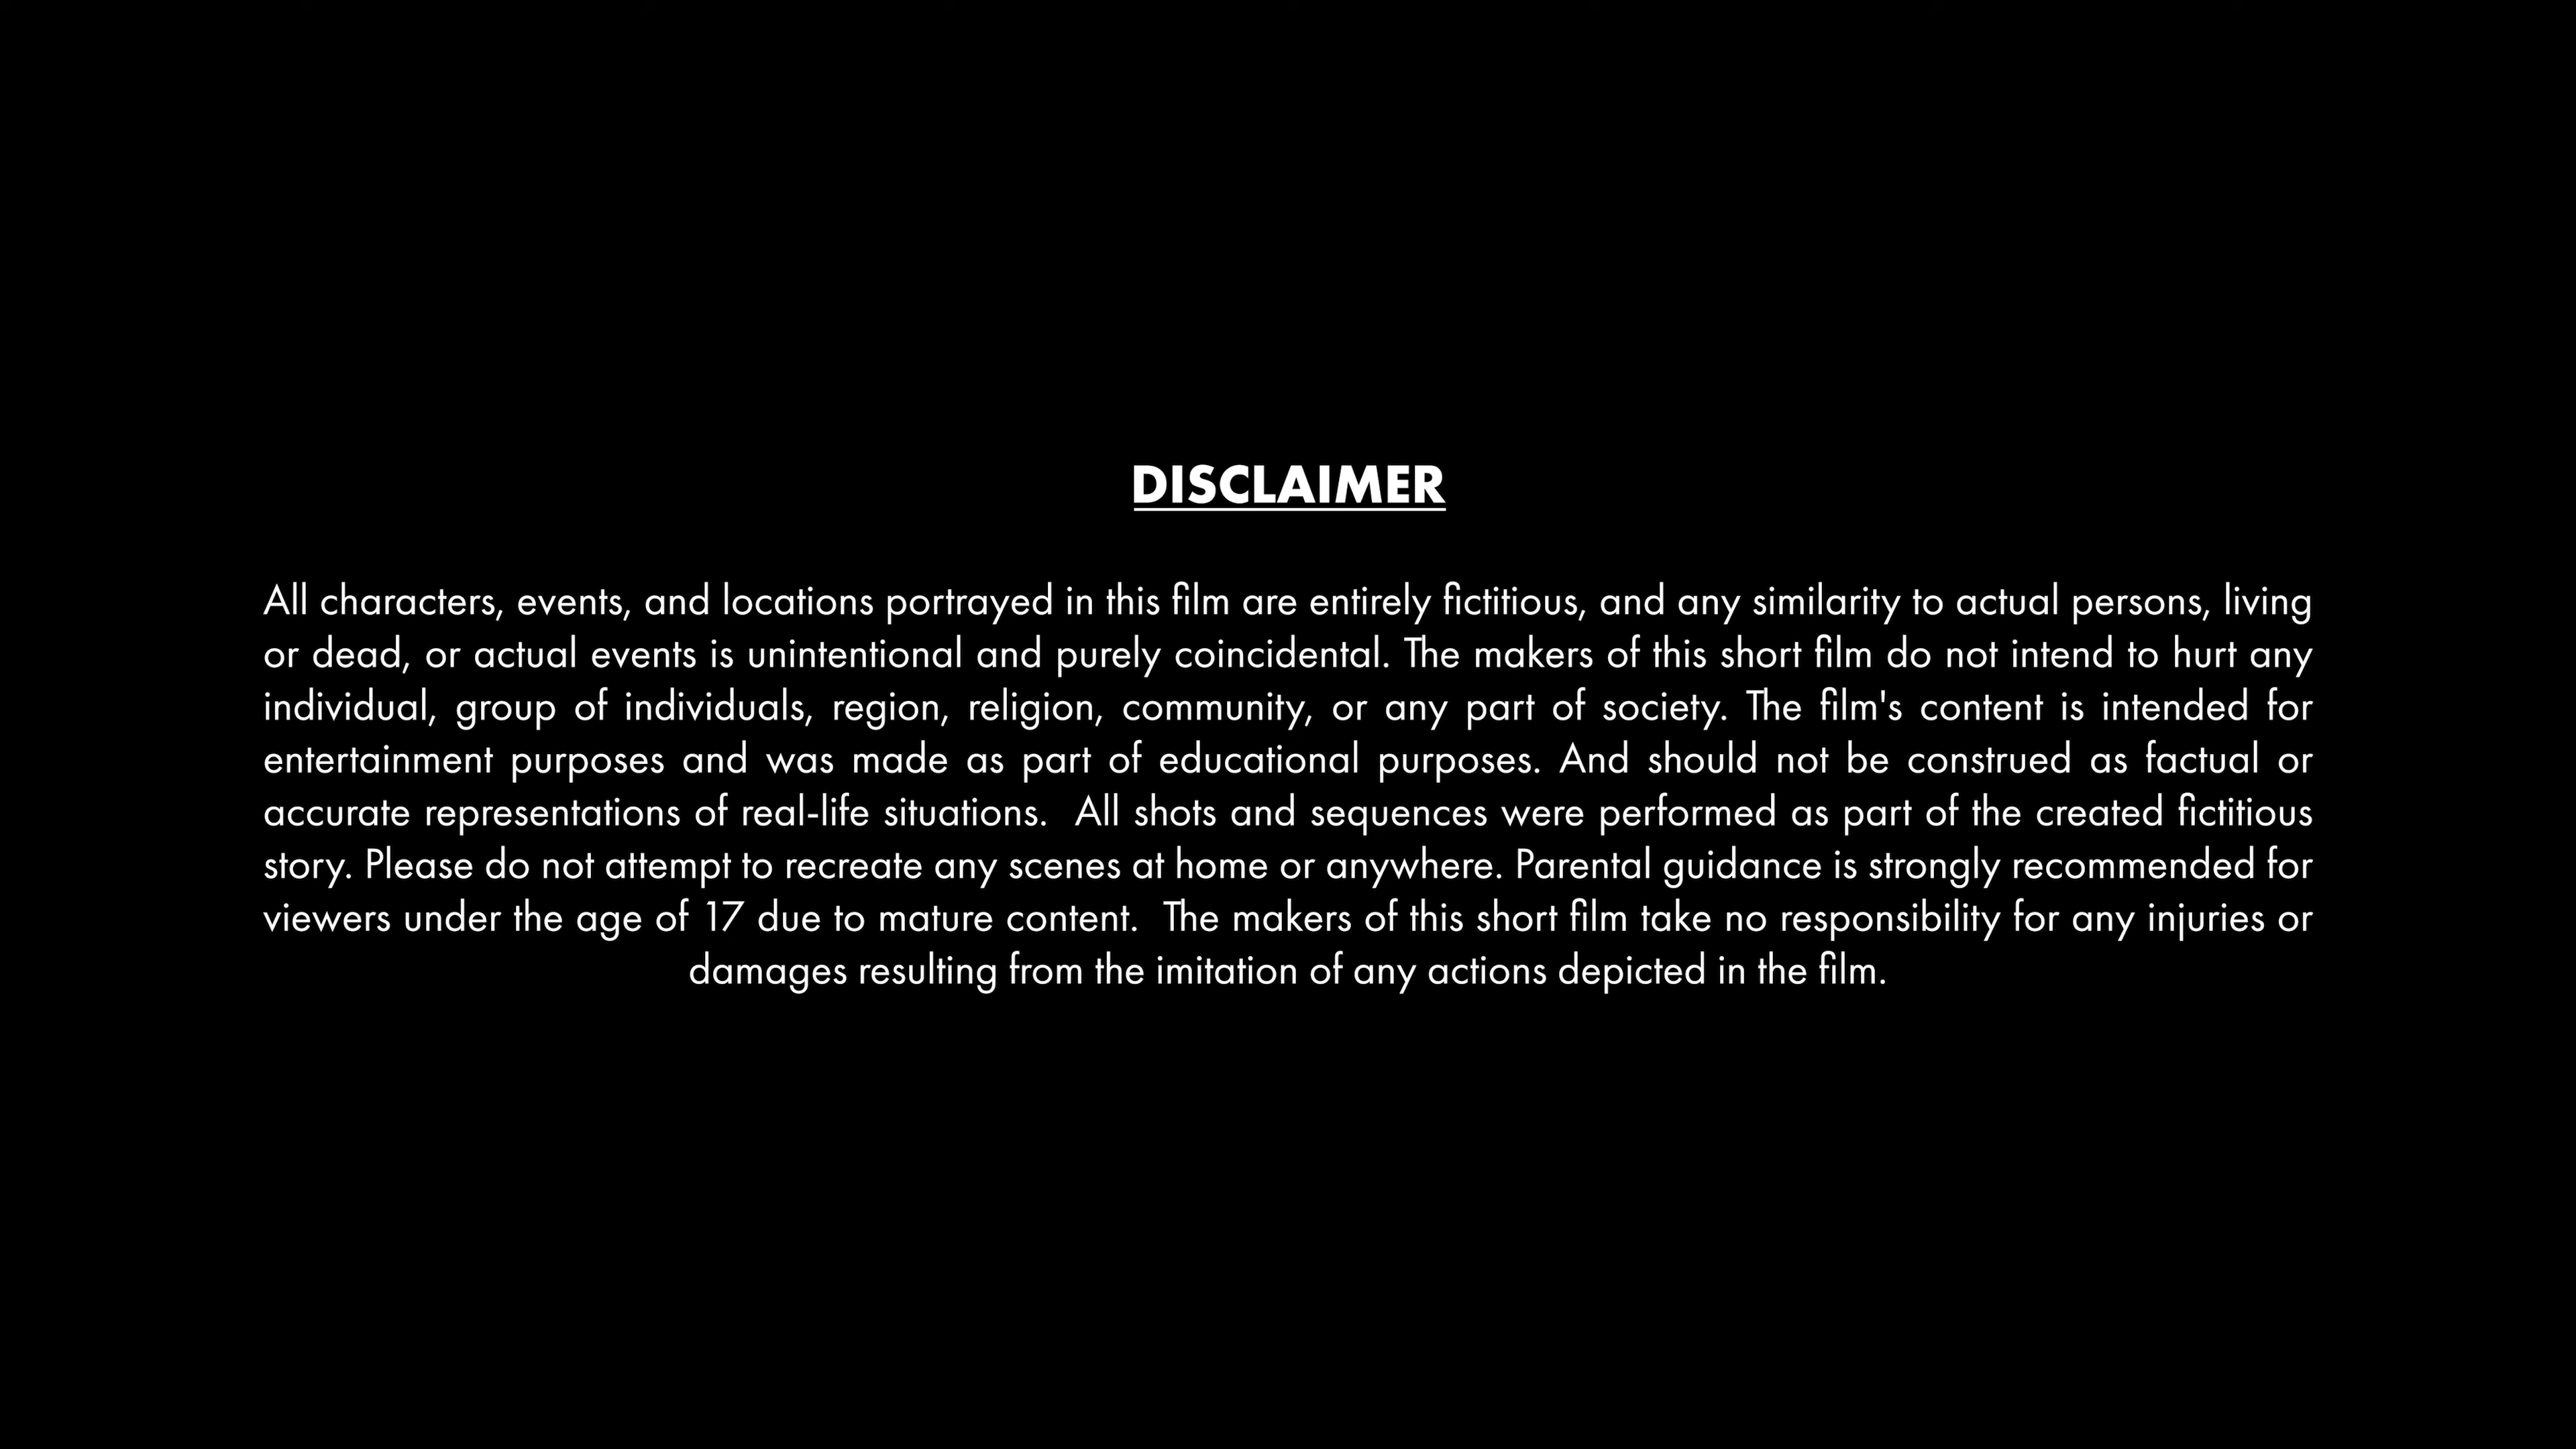 DISCLAIMER
All characters, events, and locations portrayed in this film are entirely fictitious, and any similarity to actual persons, living
or dead, or actual events is unintentional and purely coincidental. The makers of this short film do not intend to hurt any
individual, group of individuals, region, religion, community, or any part of society. The film's content is intended for
entertainment purposes and was made as part of educational purposes. And should not be construed as factual or
accurate representations of real-life situations.  All shots and sequences were performed as part of the created fictitious
story. Please do not attempt to recreate any scenes at home or anywhere. Parental guidance is strongly recommended for
viewers under the age of 17 due to mature content.  The makers of this short film take no responsibility for any injuries or
damages resulting from the imitation of any actions depicted in the film.